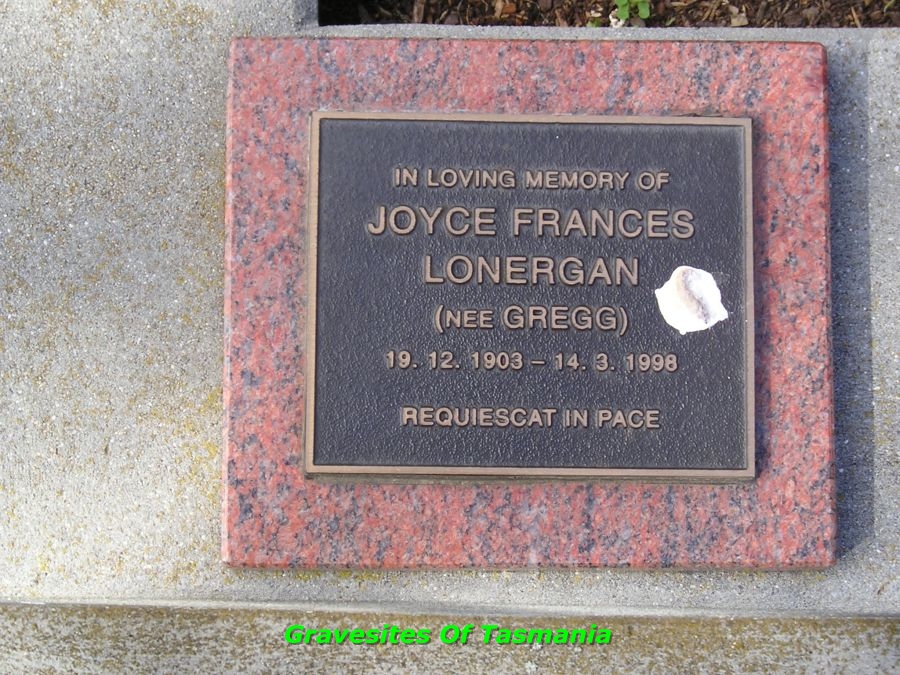 IN LOVING MEMORY OF
JOYCE FRANCES
LONERGAN
(NEE GREGG)
19. 12. 1903 – 14. 3. 1998
REQUIESCAT IN PACE
Gravesites Of Tasmania